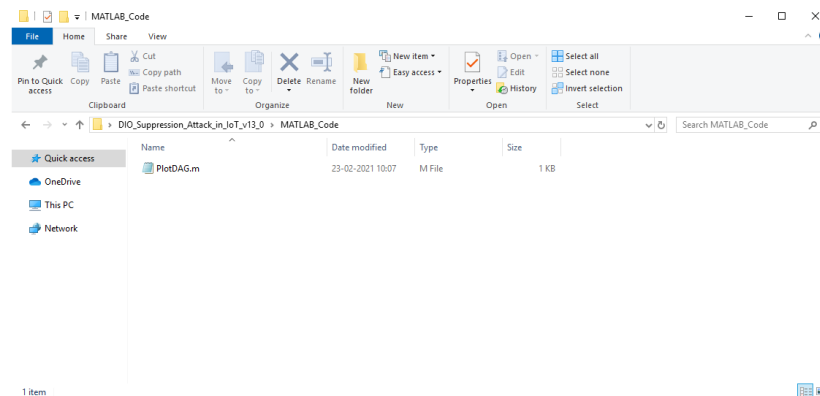 MATLAB_Code
File Home Share View
Pin to Quick access
Copy
Paste
Cut
Copy path
Paste shortcut
Clipboard
Move to
Copy to
Delete
Rename
Organize
New folder
New item
Easy access
New
Properties
Open
Edit
History
Open
Select all
Select none
Invert selection
Select
DIO_Suppression_Attack_in_IoT_v13_0 > MATLAB_Code
Search MATLAB_Code
Quick access
OneDrive
This PC
Network
Name Date modified Type Size
PlotDAG.m 23-02-2021 10:07 M File 1 KB
1 item